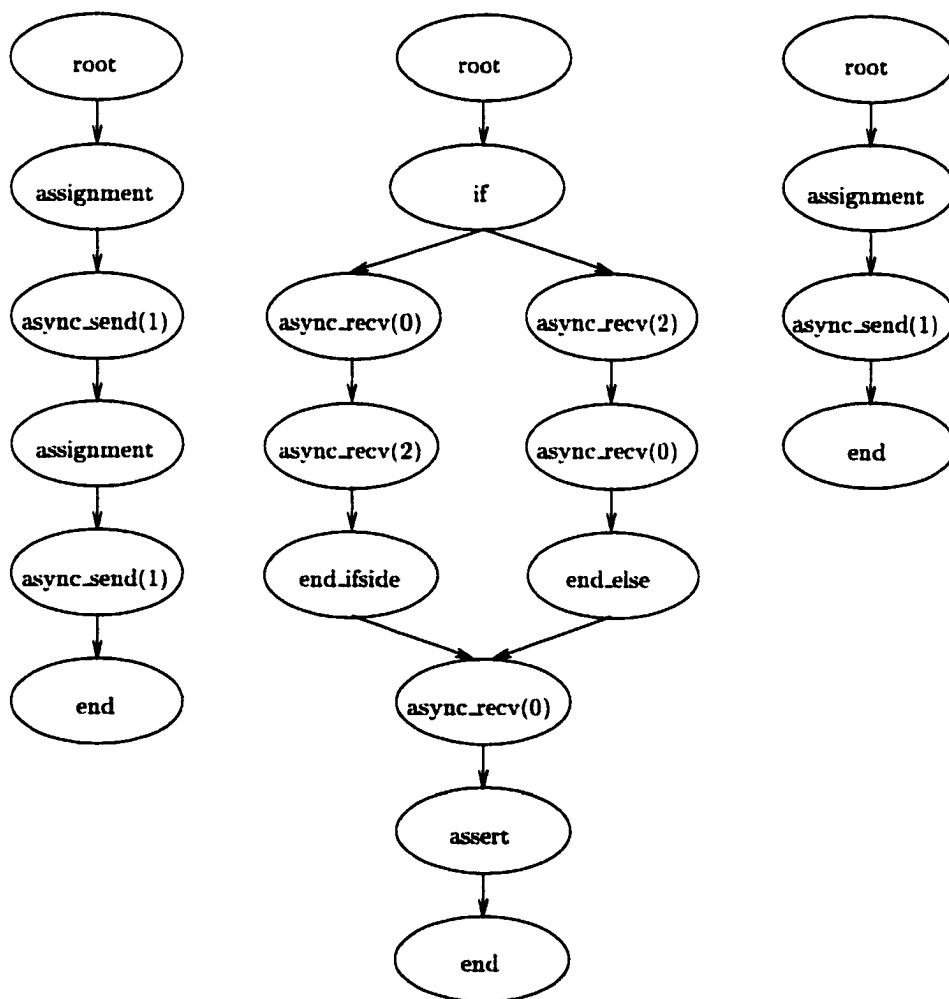 root
assignment
async_send(1)
assignment
async_send(1)
end
root
if
async_recv(0)
async_recv(2)
end_ifside
async_recv(2)
async_recv(0)
end_else
async_recv(0)
assert
end
root
assignment
async_send(1)
end